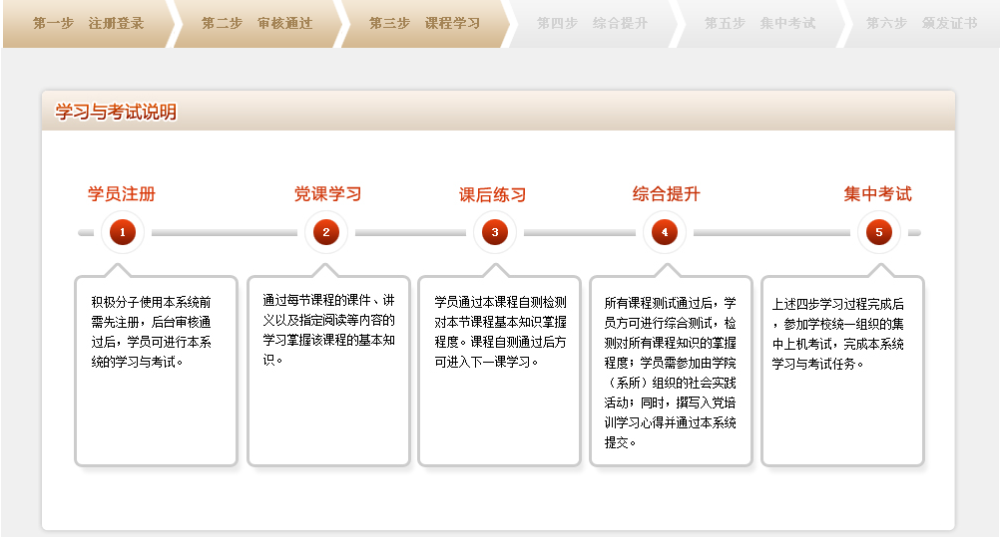 第一步 注册登录 第二步 审核通过 第三步 课程学习 第四步 综合提升 第五步 集中考试 第六步 颁发证书
学习与考试说明
学员注册 党课学习 课后练习 综合提升 集中考试
1 2 3 4 5
积极分子使用本系统前
需先注册，后台审核通
过后，学员可进行本系
统的学习与考试。
通过每节课程的课件、讲
义以及指定阅读等内容的
学习掌握该课程的基本知
识。
学员通过本课程自测检测
对本节课程基本知识掌握
程度。课程自测通过后方
可进入下一课学习。
所有课程测试通过后，学
员方可进行综合测试，检
测对所有课程知识的掌握
程度；学员需参加由学院
（系所）组织的社会实践
活动；同时，撰写入党培
训学习心得并通过本系统
提交。
上述四步学习过程完成后
，参加学校统一组织的集
中上机考试，完成本系统
学习与考试任务。